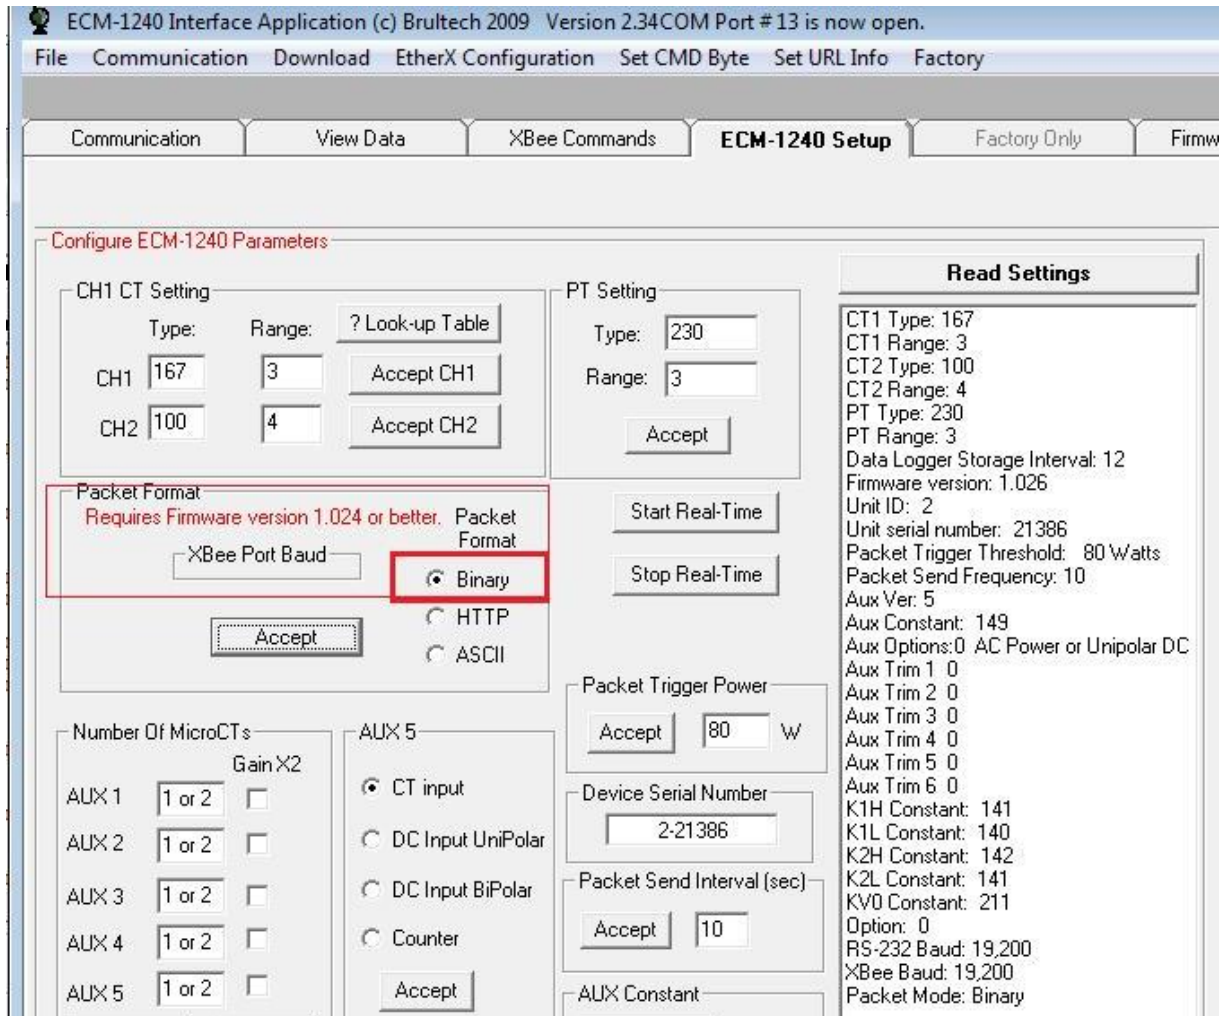 ECM-1240 Interface Application (c) Brultech 2009   Version 2.34COM Port # 13 is now open.
File Communication Download EtherX Configuration Set CMD Byte Set URL Info Factory
Communication View Data XBee Commands ECM-1240 Setup Factory Only Firmw
Configure ECM-1240 Parameters
CH1 CT Setting
Type: Range: ? Look-up Table
CH1 167 3 Accept CH1
CH2 100 4 Accept CH2
PT Setting
Type: 230
Range: 3
Accept
Packet Format
Requires Firmware version 1.024 or better.
Packet
Format
XBee Port Baud
Binary
HTTP
ASCII
Accept
Start Real-Time
Stop Real-Time
Packet Trigger Power
Accept 80 W
Number Of MicroCTs
Gain X2
AUX 1 1 or 2
AUX 2 1 or 2
AUX 3 1 or 2
AUX 4 1 or 2
AUX 5 1 or 2
AUX 5
CT input
DC Input UniPolar
DC Input BiPolar
Counter
Accept
Device Serial Number
2-21386
Packet Send Interval (sec)
Accept 10
AUX Constant
Read Settings
CT1 Type: 167
CT1 Range: 3
CT2 Type: 100
CT2 Range: 4
PT Type: 230
PT Range: 3
Data Logger Storage Interval: 12
Firmware version: 1.026
Unit ID:  2
Unit serial number:  21386
Packet Trigger Threshold:   80 Watts
Packet Send Frequency: 10
Aux Ver: 5
Aux Constant:  149
Aux Options:0  AC Power or Unipolar DC
Aux Trim 1  0
Aux Trim 2  0
Aux Trim 3  0
Aux Trim 4  0
Aux Trim 5  0
Aux Trim 6  0
K1H Constant:  141
K1L Constant:  140
K2H Constant:  142
K2L Constant:  141
KV0 Constant:  211
Option:  0
RS-232 Baud: 19,200
XBee Baud: 19,200
Packet Mode: Binary